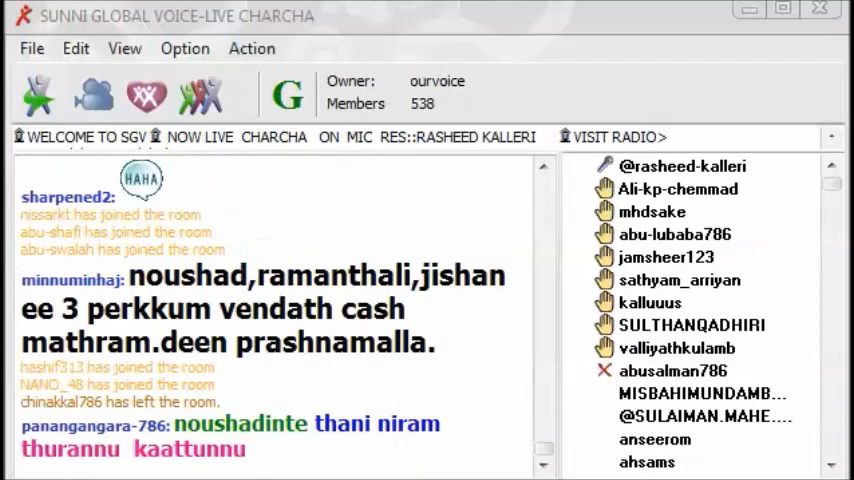 SUNNI GLOBAL VOICE-LIVE CHARCHA
File Edit View Option Action
G
Owner: ourvoice
Members 538
WELCOME TO SGV NOW LIVE CHARCHA ON MIC RES::RASHEED KALLERI
VISIT RADIO>
HAHA
sharpened2:
nissarkt has joined the room
abu-shafi has joined the room
abu-swalah has joined the room
minnuminhaj: noushad,ramanthali,jishan
ee 3 perkkum vendath cash
mathram.deen prashnamalla.
hashif313 has joined the room
NANO_48 has joined the room
chinakkal786 has left the room.
panangangara-786: noushadinte thani niram
thurannu kaattunnu
@rasheed-kalleri
Ali-kp-chemmad
mhdsake
abu-lubaba786
jamsheer123
sathyam_arriyan
kalluuus
SULTHANQADHIRI
valliyathkulamb
abusalman786
MISBAHIMUNDAMB...
@SULAIMAN.MAHE....
anseerom
ahsams